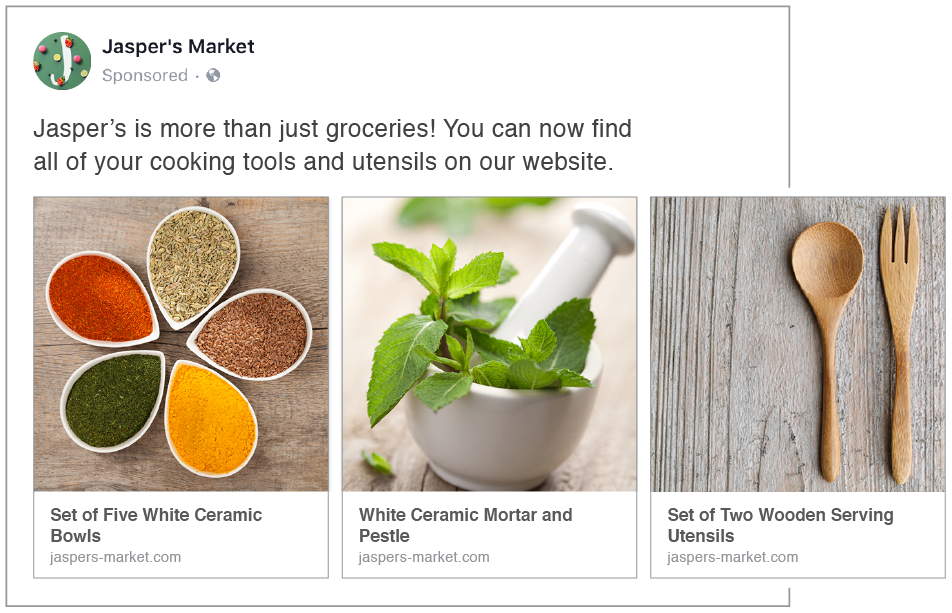 Jasper's Market
Sponsored ·
Jasper’s is more than just groceries! You can now find
all of your cooking tools and utensils on our website.
Set of Five White Ceramic
Bowls
jaspers-market.com
White Ceramic Mortar and
Pestle
jaspers-market.com
Set of Two Wooden Serving
Utensils
jaspers-market.com